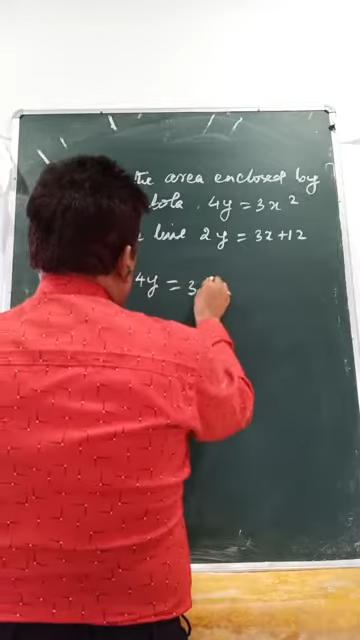 the area enclosed by
bola . 4y = 3x²
line 2y = 3x+12
4y = 3